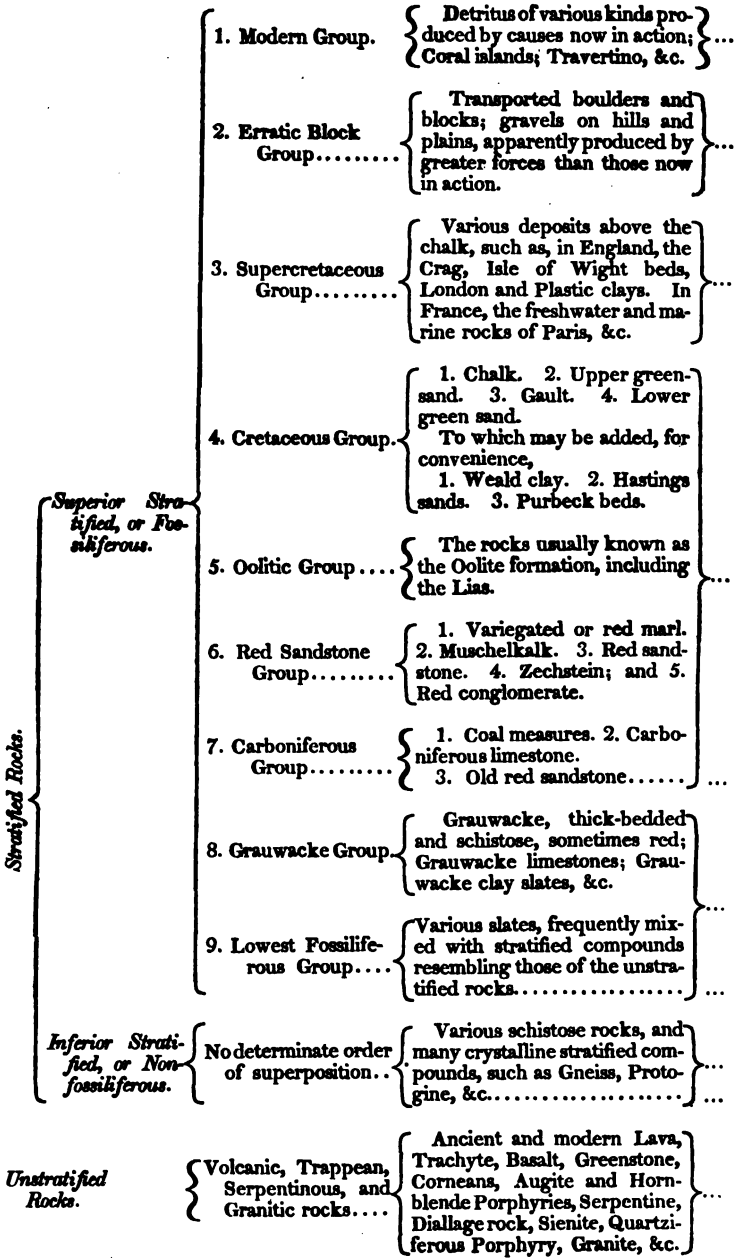 Stratified Rocks.
Superior Stra-
tified, or Fos-
siliferous.
1. Modern Group.
Detritus of various kinds pro-
duced by causes now in action;
Coral islands; Travertino, &c.
...
2. Erratic Block
Group.........
Transported boulders and
blocks; gravels on hills and
plains, apparently produced by
greater forces than those now
in action.
...
3. Supercretaceous
Group.........
Various deposits above the
chalk, such as, in England, the
Crag, Isle of Wight beds,
London and Plastic clays. In
France, the freshwater and ma-
rine rocks of Paris, &c.
...
4. Cretaceous Group.
1. Chalk. 2. Upper green-
sand. 3. Gault. 4. Lower
green sand.
To which may be added, for
convenience,
1. Weald clay. 2. Hastings
sands. 3. Purbeck beds.
5. Oolitic Group ....
The rocks usually known as
the Oolite formation, including
the Lias.
...
6. Red Sandstone
Group.........
1. Variegated or red marl.
2. Muschelkalk. 3. Red sand-
stone. 4. Zechstein; and 5.
Red conglomerate.
7. Carboniferous
Group.........
1. Coal measures. 2. Carbo-
niferous limestone.
3. Old red sandstone......
...
8. Grauwacke Group.
Grauwacke, thick-bedded
and schistose, sometimes red;
Grauwacke limestones; Grau-
wacke clay slates, &c.
...
9. Lowest Fossilife-
rous Group....
Various slates, frequently mix-
ed with stratified compounds
resembling those of the unstra-
tified rocks.................
...
Inferior Strati-
fied, or Non-
fossiliferous.
No determinate order
of superposition..
Various schistose rocks, and
many crystalline stratified com-
pounds, such as Gneiss, Proto-
gine, &c....................
...
...
Unstratified
Rocks.
Volcanic, Trappean,
Serpentinous, and
Granitic rocks....
Ancient and modern Lava,
Trachyte, Basalt, Greenstone,
Corneans, Augite and Horn-
blende Porphyries, Serpentine,
Diallage rock, Sienite, Quartzi-
ferous Porphyry, Granite, &c.
...